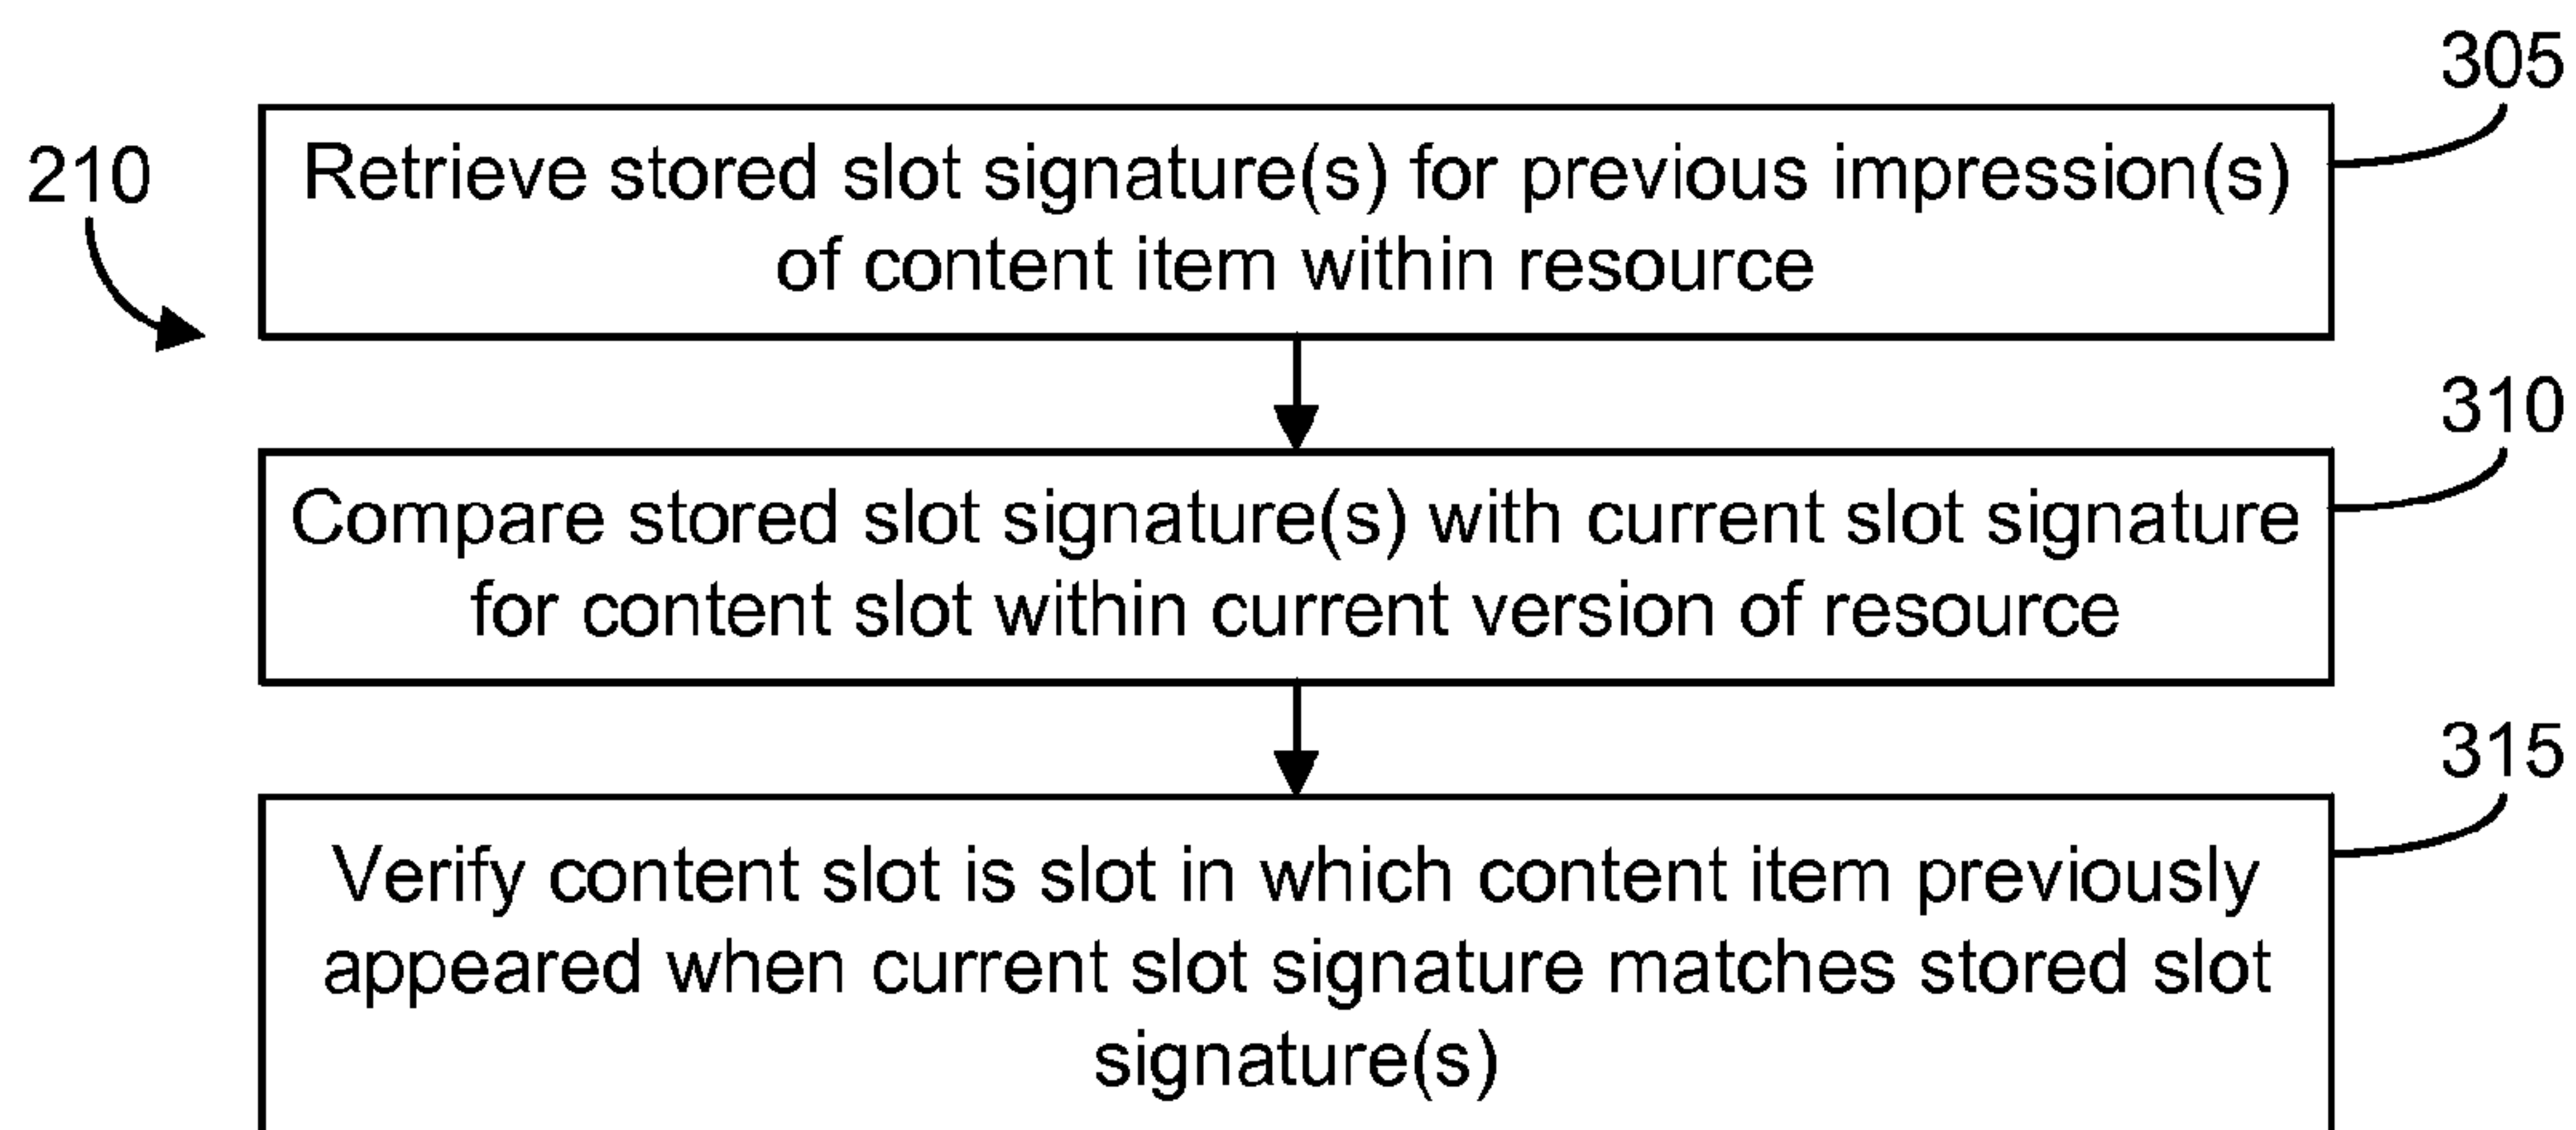 305
210
Retrieve stored slot signature(s) for previous impression(s)
of content item within resource
310
Compare stored slot signature(s) with current slot signature
for content slot within current version of resource
315
Verify content slot is slot in which content item previously
appeared when current slot signature matches stored slot
signature(s)